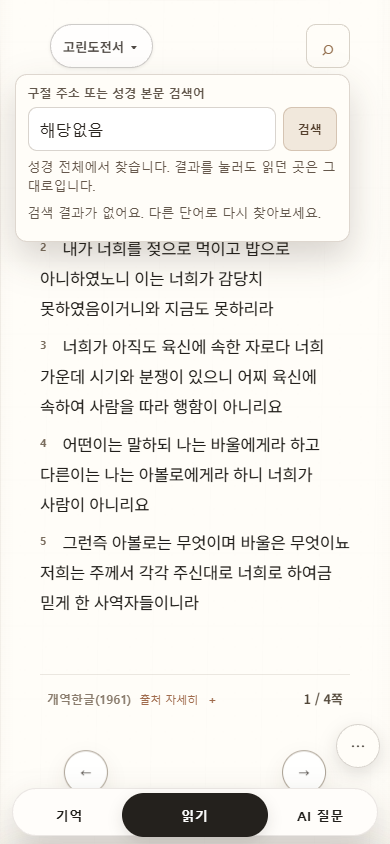 고린도전서 ▾
⌕
구절 주소 또는 성경 본문 검색어
해당없음
검색
성경 전체에서 찾습니다. 결과를 눌러도 읽던 곳은 그
대로입니다.
검색 결과가 없어요. 다른 단어로 다시 찾아보세요.
2 내가 너희를 젖으로 먹이고 밥으로
아니하였노니 이는 너희가 감당치
못하였음이거니와 지금도 못하리라
3 너희가 아직도 육신에 속한 자로다 너희
가운데 시기와 분쟁이 있으니 어찌 육신에
속하여 사람을 따라 행함이 아니리요
4 어떤이는 말하되 나는 바울에게라 하고
다른이는 나는 아볼로에게라 하니 너희가
사람이 아니리요
5 그런즉 아볼로는 무엇이며 바울은 무엇이뇨
저희는 주께서 각각 주신대로 너희로 하여금
믿게 한 사역자들이니라
개역한글(1961) 출처 자세히 +
1 / 4쪽
…
← →
기억 읽기 AI 질문